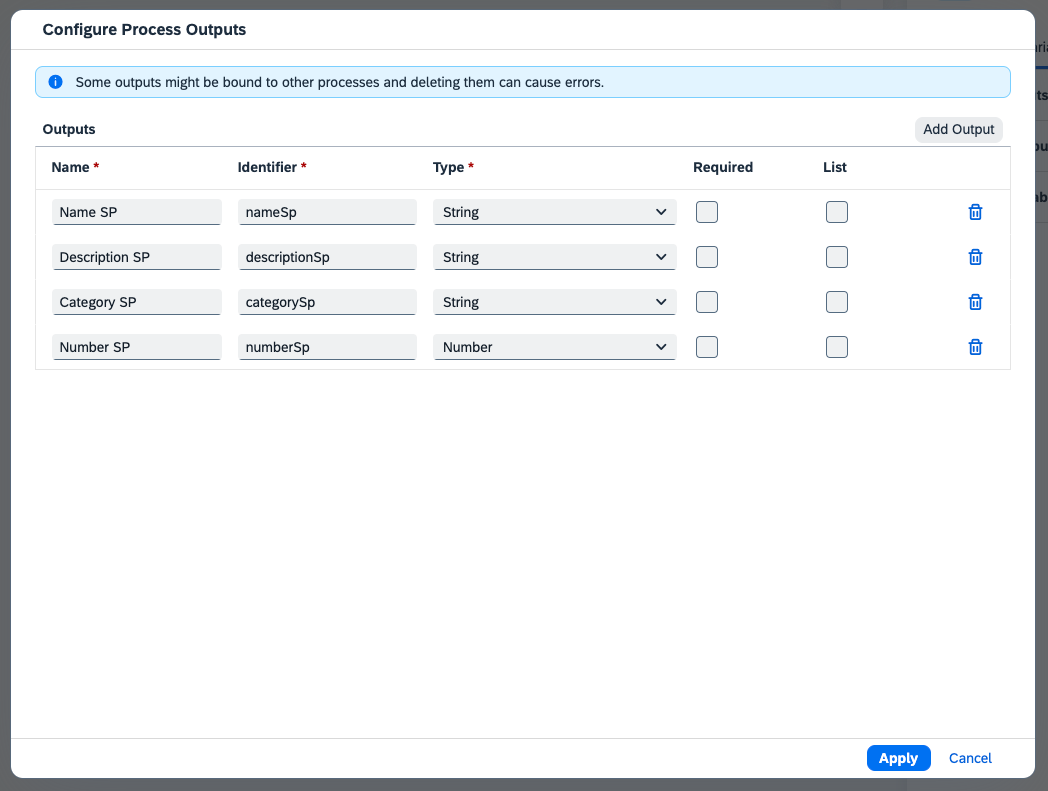 Configure Process Outputs
Some outputs might be bound to other processes and deleting them can cause errors.
Outputs
Add Output
Name * Identifier * Type * Required List
Name SP nameSp String
Description SP descriptionSp String
Category SP categorySp String
Number SP numberSp Number
Apply Cancel